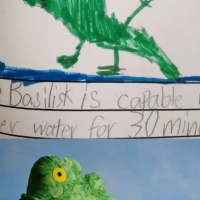 Basilisk is capable
er water for 30 min